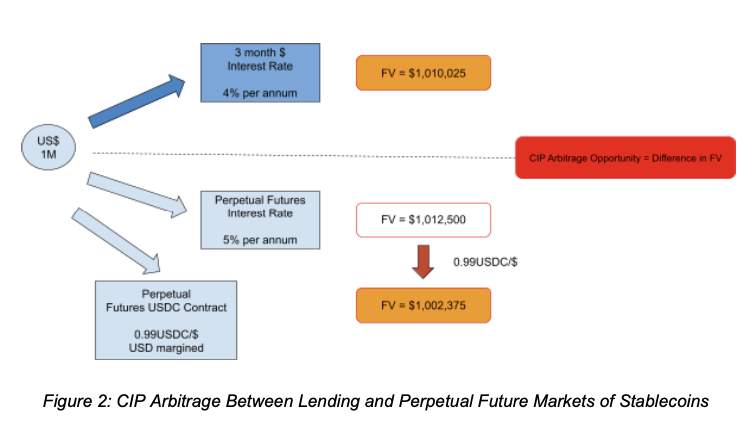 3 month $
Interest Rate
4% per annum
FV = $1,010,025
US$
1M
CIP Arbitrage Opportunity = Difference in FV
Perpetual Futures
Interest Rate
5% per annum
FV = $1,012,500
0.99USDC/$
Perpetual
Futures USDC Contract
0.99USDC/$
USD margined
FV = $1,002,375
Figure 2: CIP Arbitrage Between Lending and Perpetual Future Markets of Stablecoins